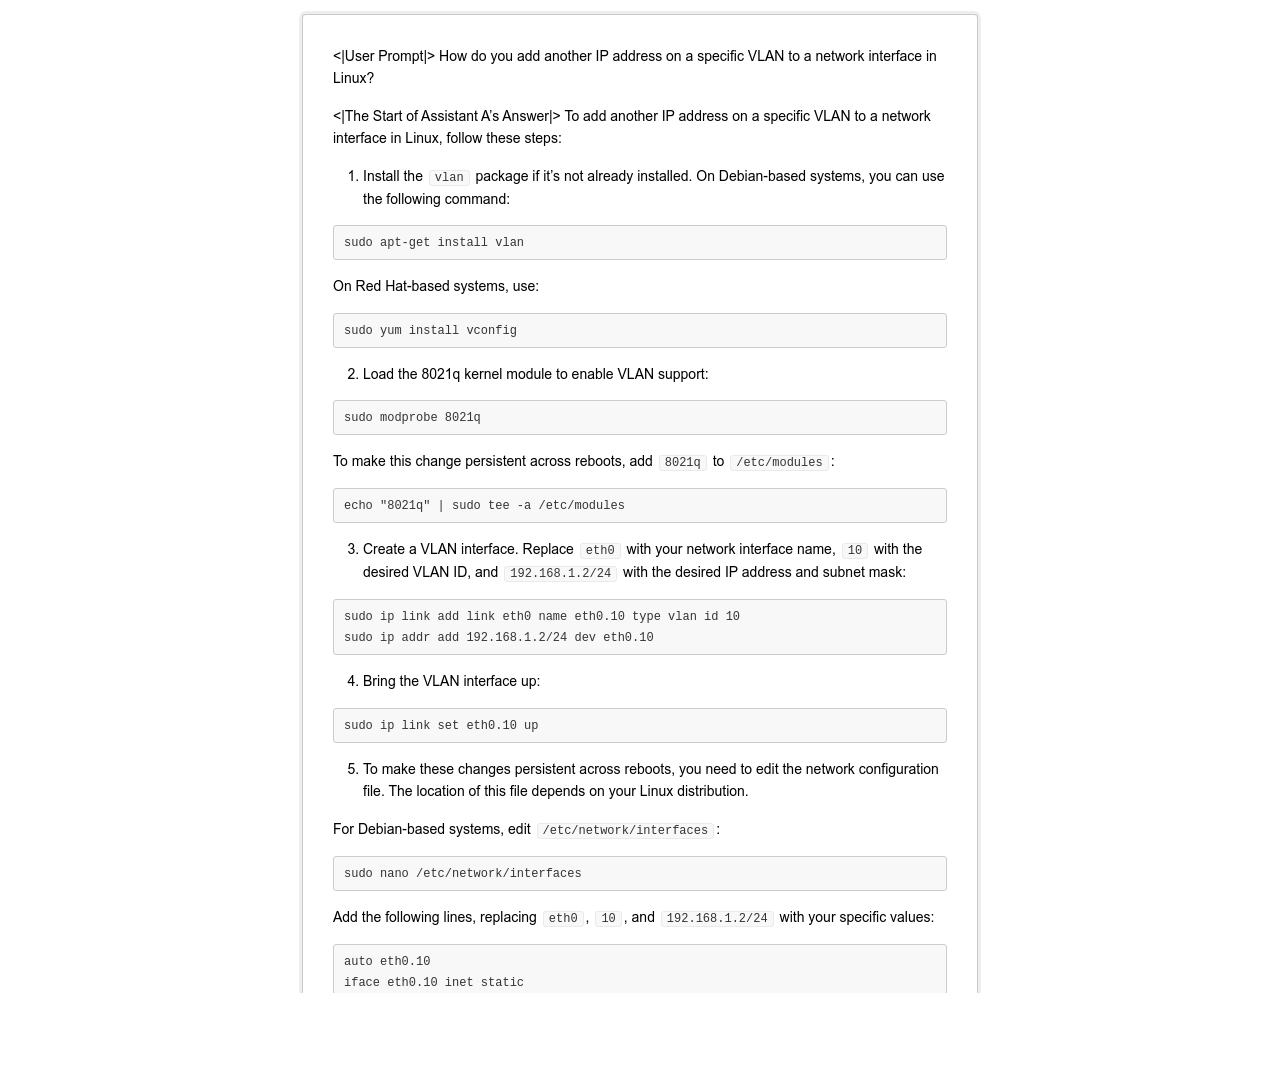 <|User Prompt|> How do you add another IP address on a specific VLAN to a network interface in
Linux?
<|The Start of Assistant A’s Answer|> To add another IP address on a specific VLAN to a network
interface in Linux, follow these steps:
1. Install the vlan package if it’s not already installed. On Debian-based systems, you can use
the following command:
sudo apt-get install vlan
On Red Hat-based systems, use:
sudo yum install vconfig
2. Load the 8021q kernel module to enable VLAN support:
sudo modprobe 8021q
To make this change persistent across reboots, add 8021q to /etc/modules :
echo "8021q" | sudo tee -a /etc/modules
3. Create a VLAN interface. Replace eth0 with your network interface name, 10 with the
desired VLAN ID, and 192.168.1.2/24 with the desired IP address and subnet mask:
sudo ip link add link eth0 name eth0.10 type vlan id 10
sudo ip addr add 192.168.1.2/24 dev eth0.10
4. Bring the VLAN interface up:
sudo ip link set eth0.10 up
5. To make these changes persistent across reboots, you need to edit the network configuration
file. The location of this file depends on your Linux distribution.
For Debian-based systems, edit /etc/network/interfaces :
sudo nano /etc/network/interfaces
Add the following lines, replacing eth0 , 10 , and 192.168.1.2/24 with your specific values:
auto eth0.10
iface eth0.10 inet static